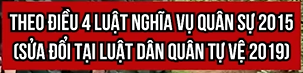 THEO ĐIỀU 4 LUẬT NGHĨA VỤ QUÂN SỰ 2015
(SỬA ĐỔI TẠI LUẬT DÂN QUÂN TỰ VỆ 2019)